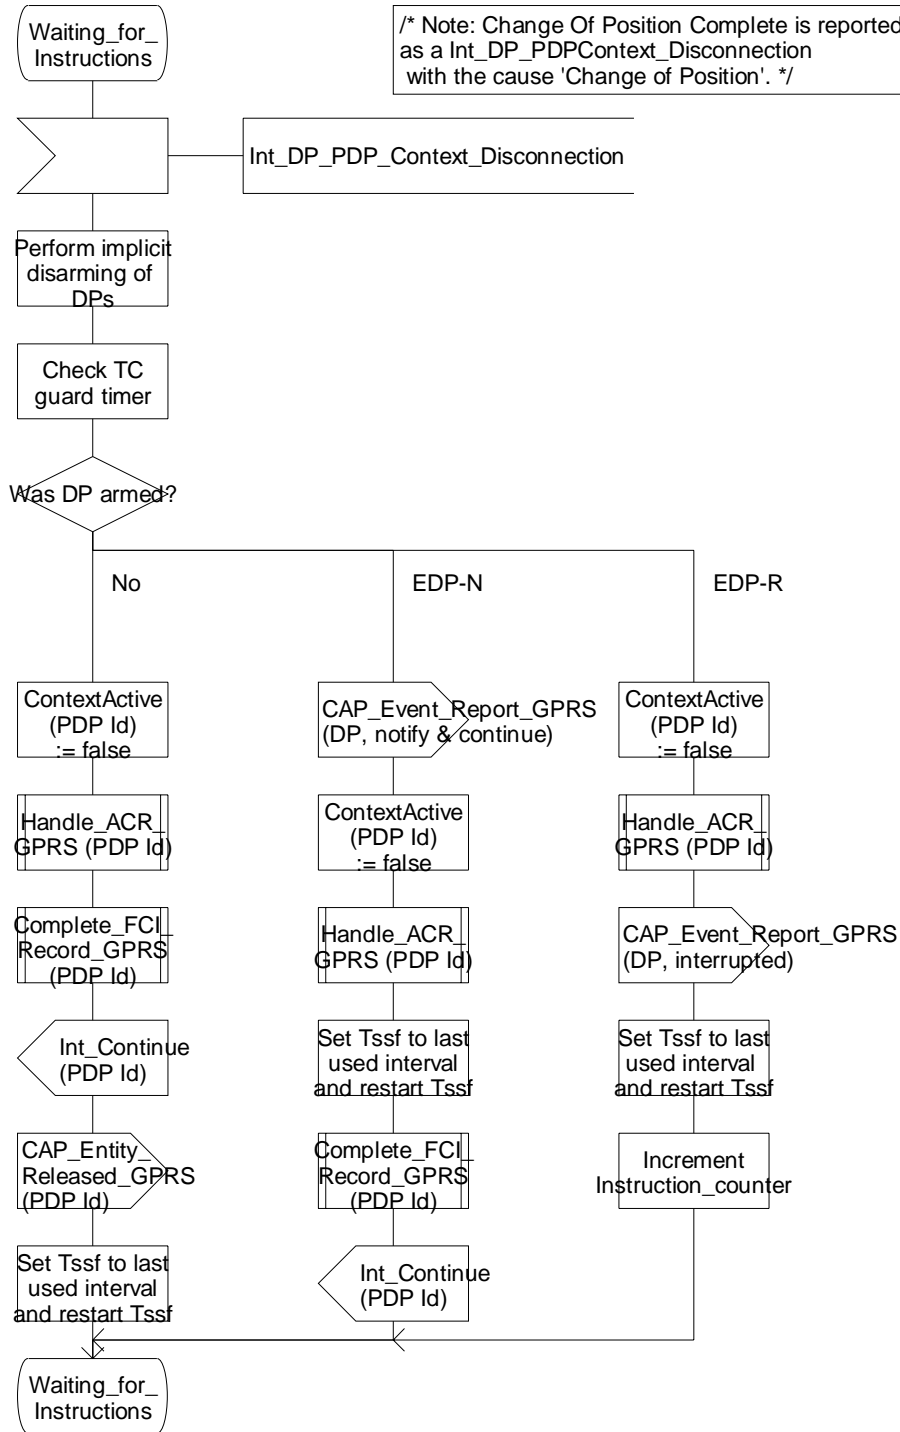 Waiting_for_
Instructions
/* Note: Change Of Position Complete is reported
as a Int_DP_PDPContext_Disconnection
with the cause 'Change of Position'. */
Int_DP_PDP_Context_Disconnection
Perform implicit
disarming of
DPs
Check TC
guard timer
Was DP armed?
No
EDP-N
EDP-R
ContextActive
(PDP Id)
:= false
Handle_ACR_
GPRS (PDP Id)
Complete_FCI_
Record_GPRS
(PDP Id)
Int_Continue
(PDP Id)
CAP_Entity_
Released_GPRS
(PDP Id)
Set Tssf to last
used interval
and restart Tssf
CAP_Event_Report_GPRS
(DP, notify & continue)
ContextActive
(PDP Id)
:= false
Handle_ACR_
GPRS (PDP Id)
Set Tssf to last
used interval
and restart Tssf
Complete_FCI_
Record_GPRS
(PDP Id)
Int_Continue
(PDP Id)
ContextActive
(PDP Id)
:= false
Handle_ACR_
GPRS (PDP Id)
CAP_Event_Report_GPRS
(DP, interrupted)
Set Tssf to last
used interval
and restart Tssf
Increment
Instruction_counter
Waiting_for_
Instructions